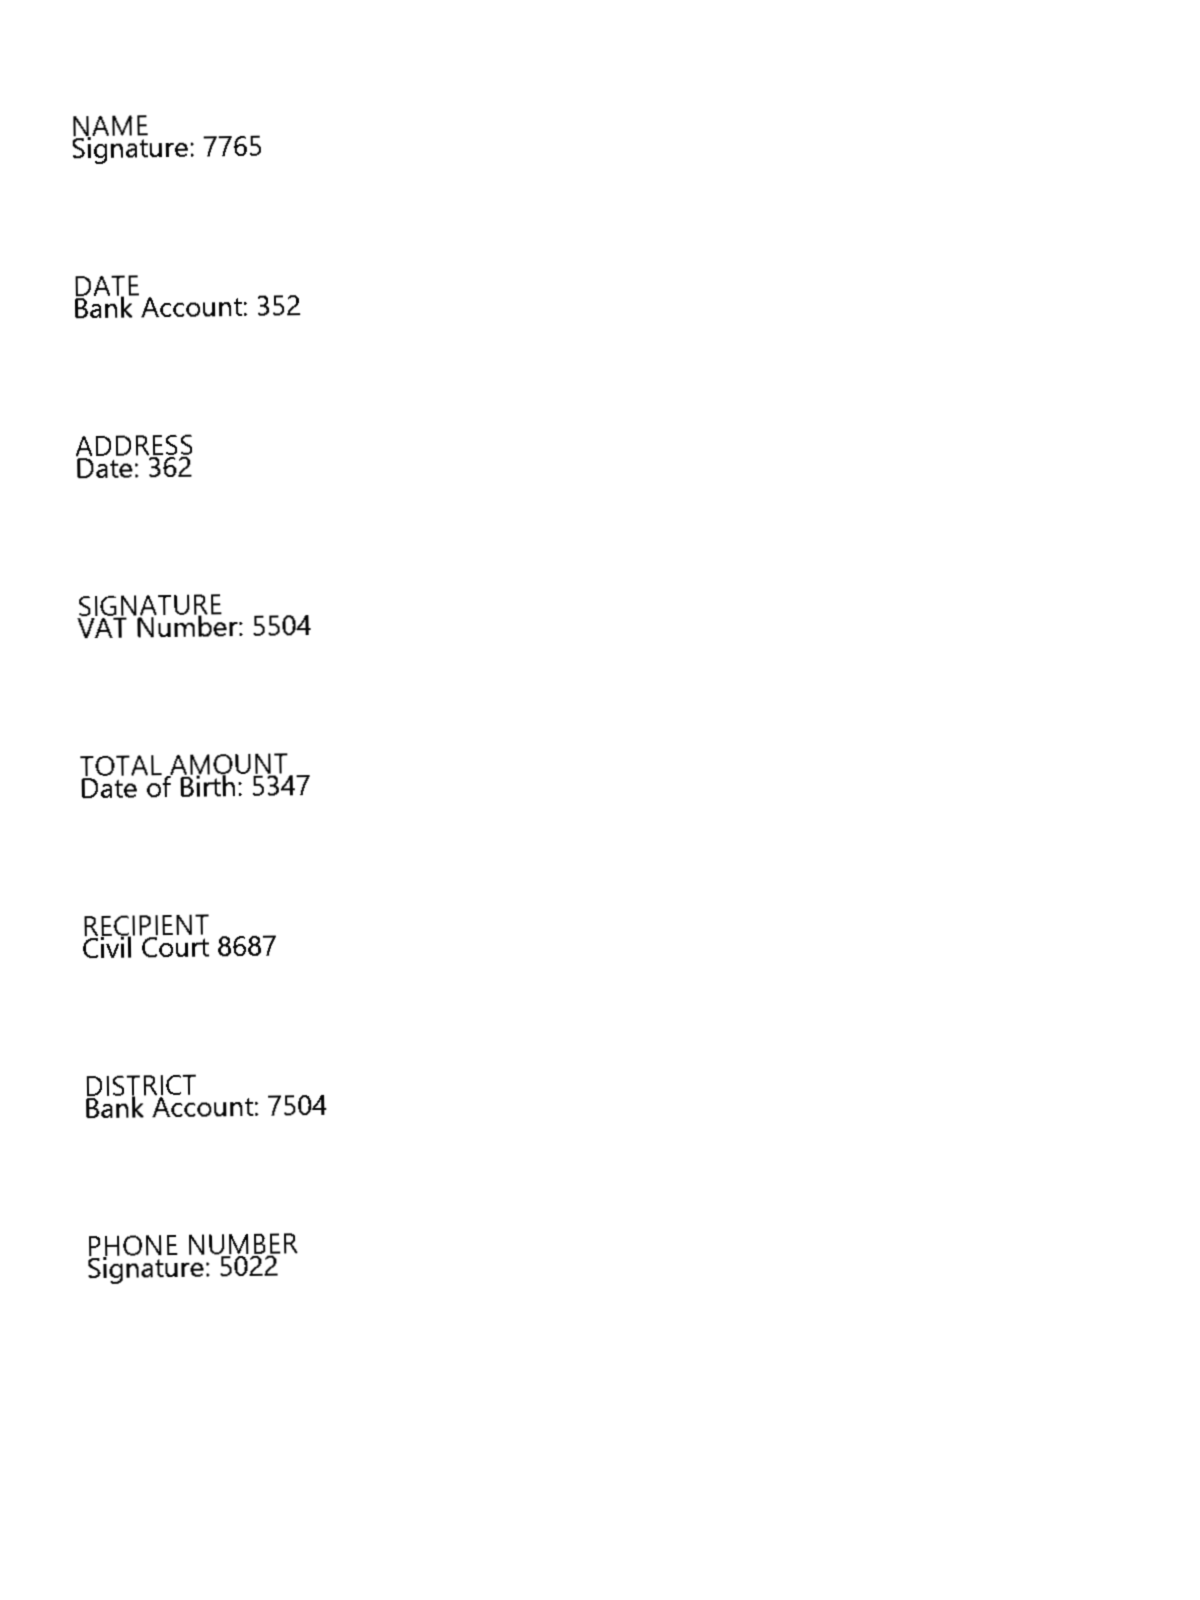 NAME
Signature: 7765
DATE
Bank Account: 352
ADDRESS
Date: 362
SIGNATURE
VAT Number: 5504
TOTAL AMOUNT
Date of Birth: 5347
RECIPIENT
Civil Court 8687
DISTRICT
Bank Account: 7504
PHONE NUMBER
Signature: 5022